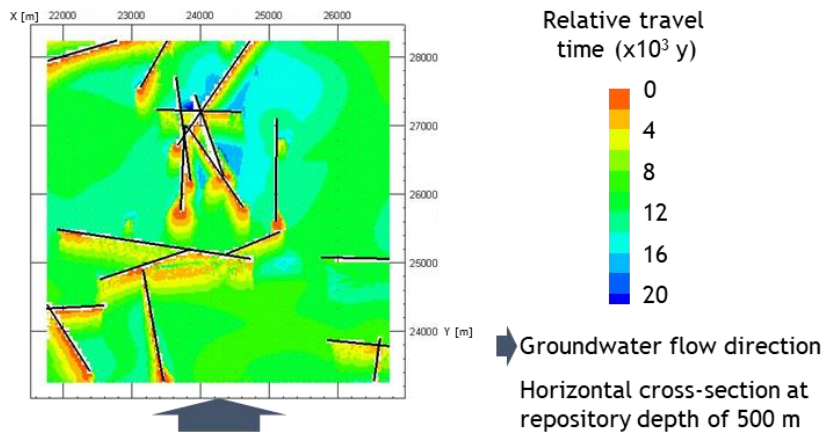 X [m]
22000 23000 24000 25000 26000
28000
27000
26000
25000
24000
Y [m]
Relative travel
time (x10³ y)
0
4
8
12
16
20
Groundwater flow direction
Horizontal cross-section at
repository depth of 500 m